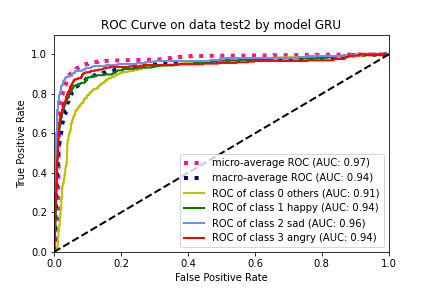 ROC Curve on data test2 by model GRU
True Positive Rate
1.0
0.8
0.6
0.4
0.2
0.0
micro-average ROC (AUC: 0.97)
macro-average ROC (AUC: 0.94)
ROC of class 0 others (AUC: 0.91)
ROC of class 1 happy (AUC: 0.94)
ROC of class 2 sad (AUC: 0.96)
ROC of class 3 angry (AUC: 0.94)
0.0 0.2 0.4 0.6 0.8 1.0
False Positive Rate